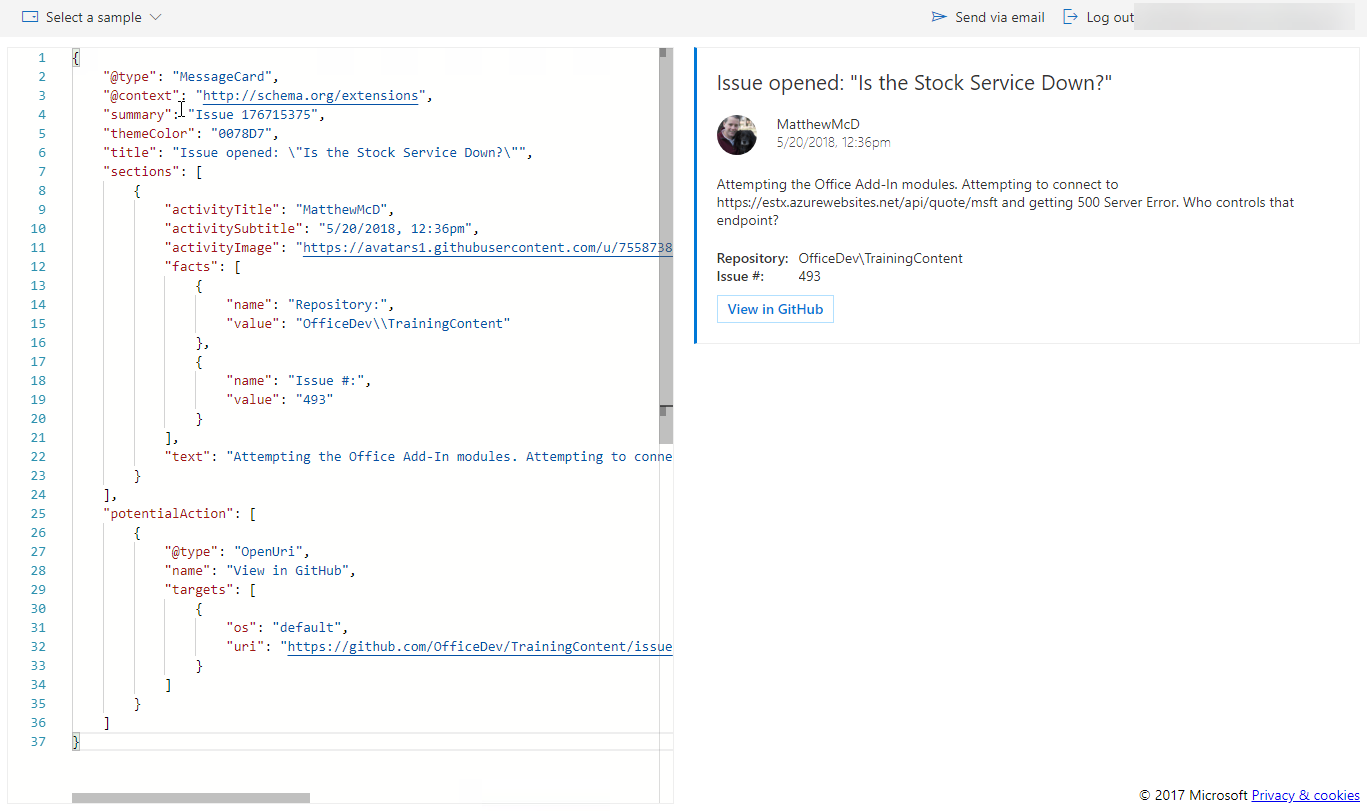 Select a sample
Send via email
Log out
1 {
2 "@type": "MessageCard",
3 "@context": "http://schema.org/extensions",
4 "summary": "Issue 176715375",
5 "themeColor": "0078D7",
6 "title": "Issue opened: \"Is the Stock Service Down?\"",
7 "sections": [
8 {
9 "activityTitle": "MatthewMcD",
10 "activitySubtitle": "5/20/2018, 12:36pm",
11 "activityImage": "https://avatars1.githubusercontent.com/u/7558738
12 "facts": [
13 {
14 "name": "Repository:",
15 "value": "OfficeDev\\TrainingContent"
16 },
17 {
18 "name": "Issue #:",
19 "value": "493"
20 }
21 ],
22 "text": "Attempting the Office Add-In modules. Attempting to conne
23 }
24 ],
25 "potentialAction": [
26 {
27 "@type": "OpenUri",
28 "name": "View in GitHub",
29 "targets": [
30 {
31 "os": "default",
32 "uri": "https://github.com/OfficeDev/TrainingContent/issue
33 }
34 ]
35 }
36 ]
37 }
Issue opened: "Is the Stock Service Down?"
MatthewMcD
5/20/2018, 12:36pm
Attempting the Office Add-In modules. Attempting to connect to
https://estx.azurewebsites.net/api/quote/msft and getting 500 Server Error. Who controls that
endpoint?
Repository: OfficeDev\TrainingContent
Issue #: 493
View in GitHub
© 2017 Microsoft Privacy & cookies